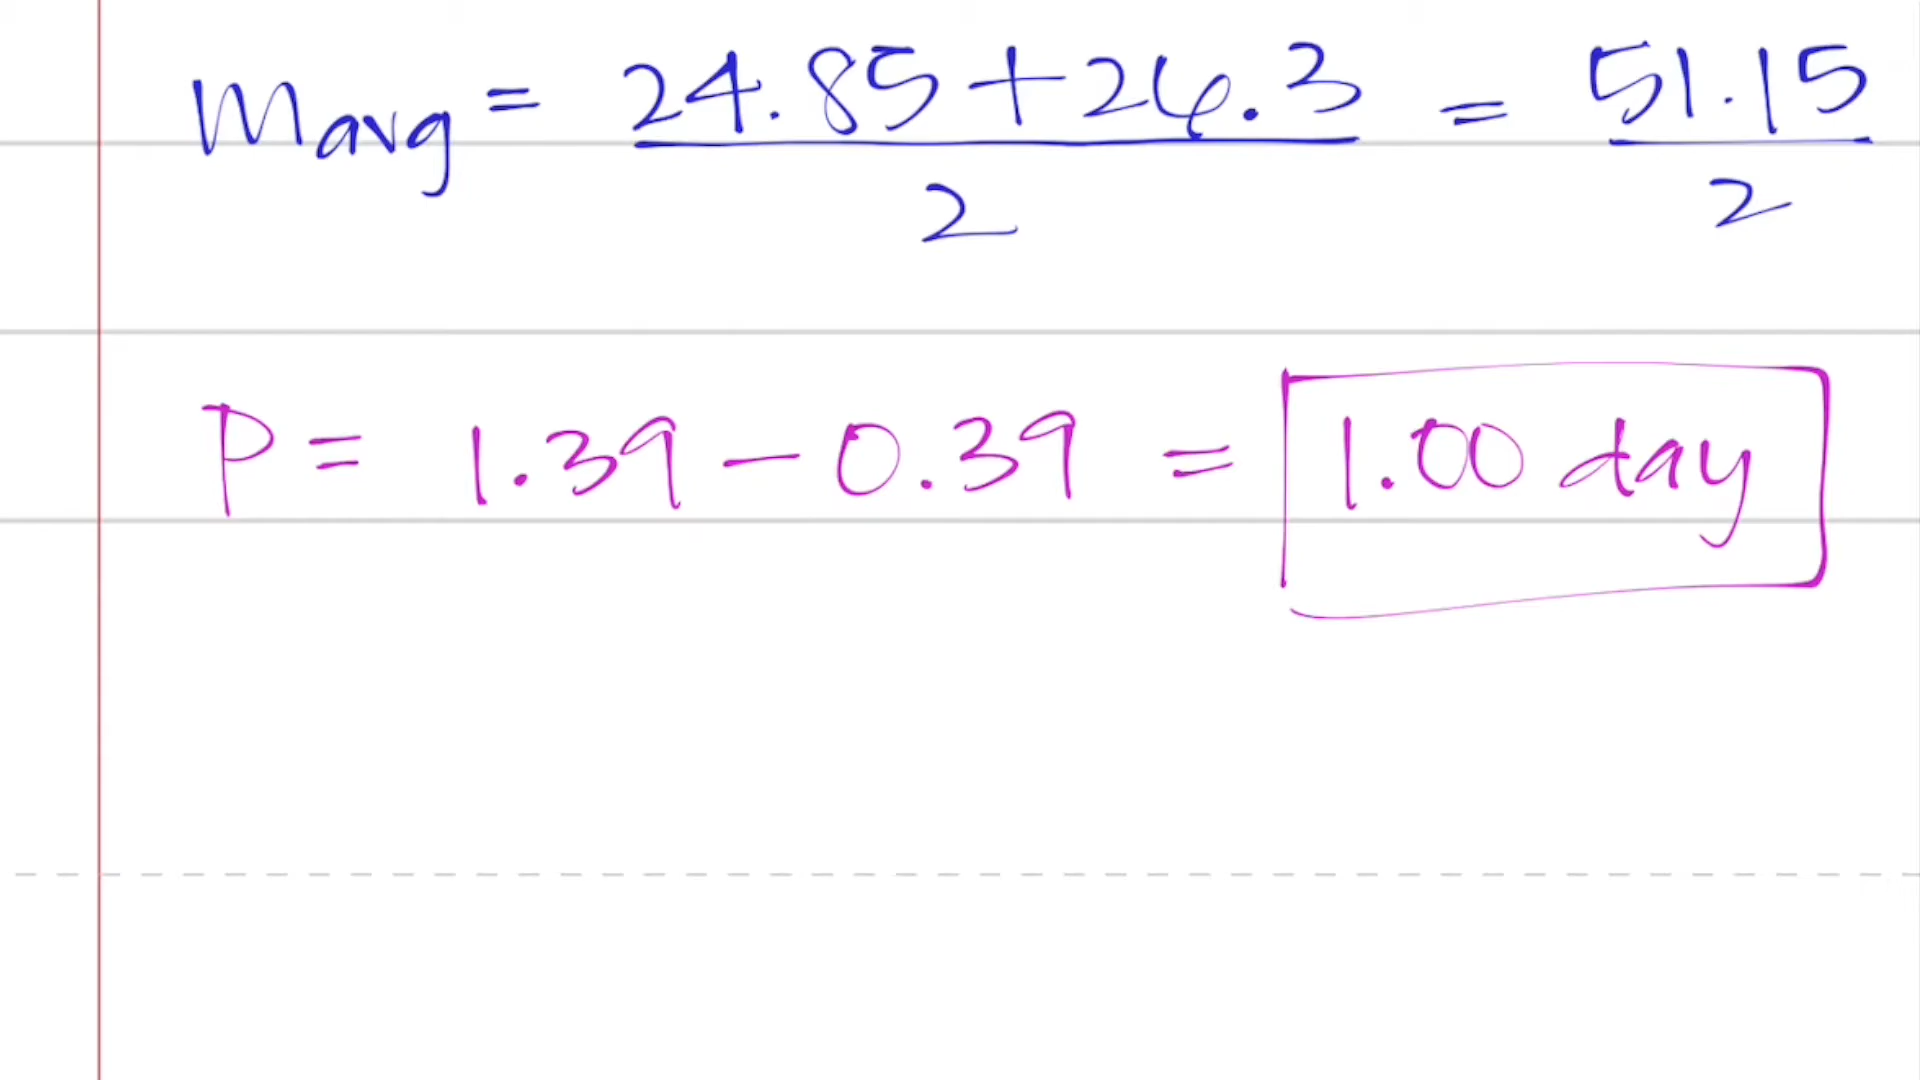 mavg = 24.85 + 26.3 / 2 = 51.15 / 2
P = 1.39 - 0.39 = 1.00 day